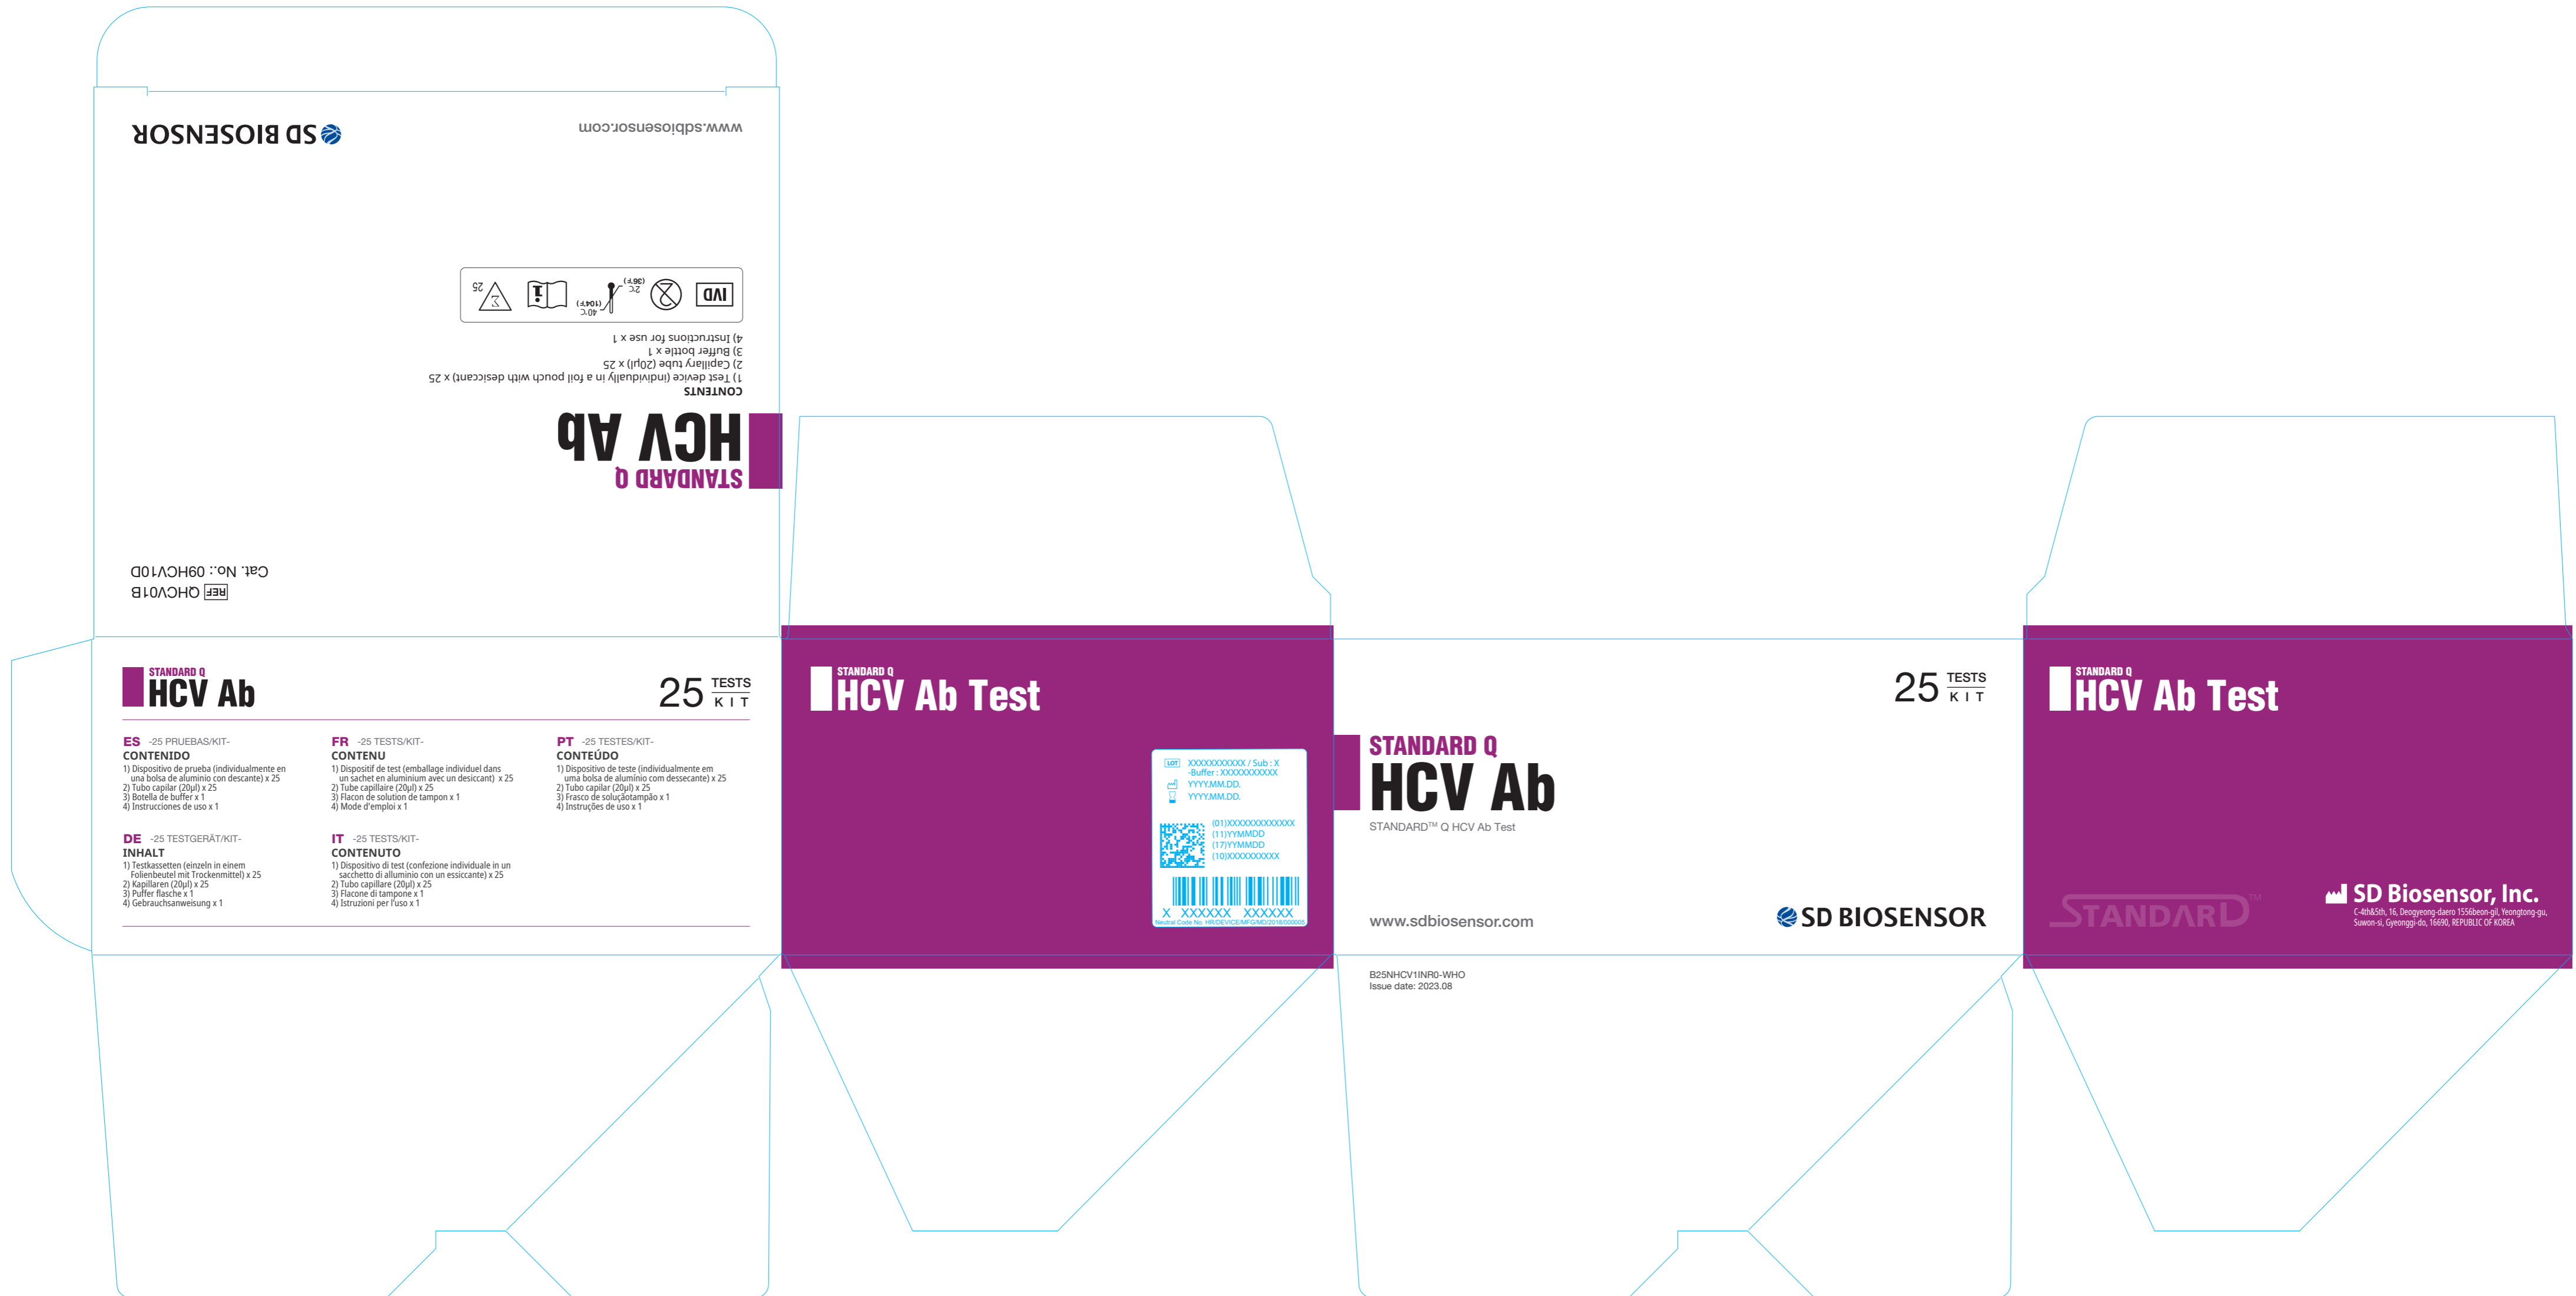 REF QHCV01B
Cat. No.: 09HCV10D
STANDARD Q
HCV Ab
CONTENTS
1) Test device (individually in a foil pouch with desiccant) x 25
2) Capillary tube (20µl) x 25
3) Buffer bottle x 1
4) Instructions for use x 1
IVD
2
2°C
(36°F)
40°C
(104°F)
i
Σ
25
www.sdbiosensor.com
SD BIOSENSOR
STANDARD Q
HCV Ab
25 TESTS
KIT
ES -25 PRUEBAS/KIT-
CONTENIDO
1) Dispositivo de prueba (individualmente en
una bolsa de aluminio con descante) x 25
2) Tubo capilar (20µl) x 25
3) Botella de buffer x 1
4) Instrucciones de uso x 1
FR -25 TESTS/KIT-
CONTENU
1) Dispositif de test (emballage individuel dans
un sachet en aluminium avec un desiccant) x 25
2) Tube capillaire (20µl) x 25
3) Flacon de solution de tampon x 1
4) Mode d'emploi x 1
PT -25 TESTES/KIT-
CONTEÚDO
1) Dispositivo de teste (individualmente em
uma bolsa de alumínio com dessecante) x 25
2) Tubo capilar (20µl) x 25
3) Frasco de soluçãotampão x 1
4) Instruções de uso x 1
DE -25 TESTGERÄT/KIT-
INHALT
1) Testkassetten (einzeln in einem
Folienbeutel mit Trockenmittel) x 25
2) Kapillaren (20µl) x 25
3) Puffer flasche x 1
4) Gebrauchsanweisung x 1
IT -25 TESTS/KIT-
CONTENUTO
1) Dispositivo di test (confezione individuale in un
sacchetto di alluminio con un essiccante) x 25
2) Tubo capillare (20µl) x 25
3) Flacone di tampone x 1
4) Istruzioni per l'uso x 1
STANDARD Q
HCV Ab Test
LOT XXXXXXXXXXX / Sub : X
-Buffer : XXXXXXXXXXX
YYYY.MM.DD.
YYYY.MM.DD.
(01)XXXXXXXXXXXXX
(11)YYMMDD
(17)YYMMDD
(10)XXXXXXXXXX
X XXXXXX XXXXXX
Neutral Code No. HR/DEVICE/MFG/MD/2018/000005
25 TESTS
KIT
STANDARD Q
HCV Ab
STANDARD™ Q HCV Ab Test
www.sdbiosensor.com
SD BIOSENSOR
B25NHCV1INR0-WHO
Issue date: 2023.08
STANDARD Q
HCV Ab Test
STANDARD™
SD Biosensor, Inc.
C-4th&5th, 16, Deogyeong-daero 1556beon-gil, Yeongtong-gu,
Suwon-si, Gyeonggi-do, 16690, REPUBLIC OF KOREA